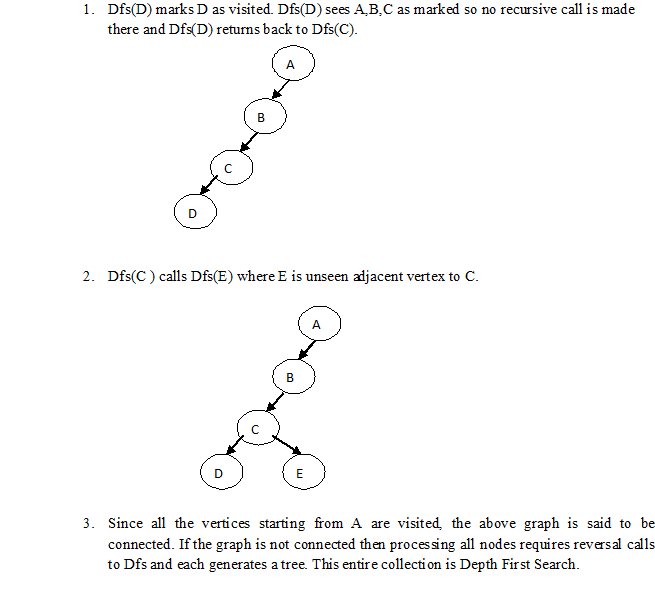 1. Dfs(D) marks D as visited. Dfs(D) sees A,B,C as marked so no recursive call is made
there and Dfs(D) returns back to Dfs(C).
A
B
C
D
2. Dfs(C ) calls Dfs(E) where E is unseen adjacent vertex to C.
A
B
C
D E
3. Since all the vertices starting from A are visited, the above graph is said to be
connected. If the graph is not connected then processing all nodes requires reversal calls
to Dfs and each generates a tree. This entire collection is Depth First Search.